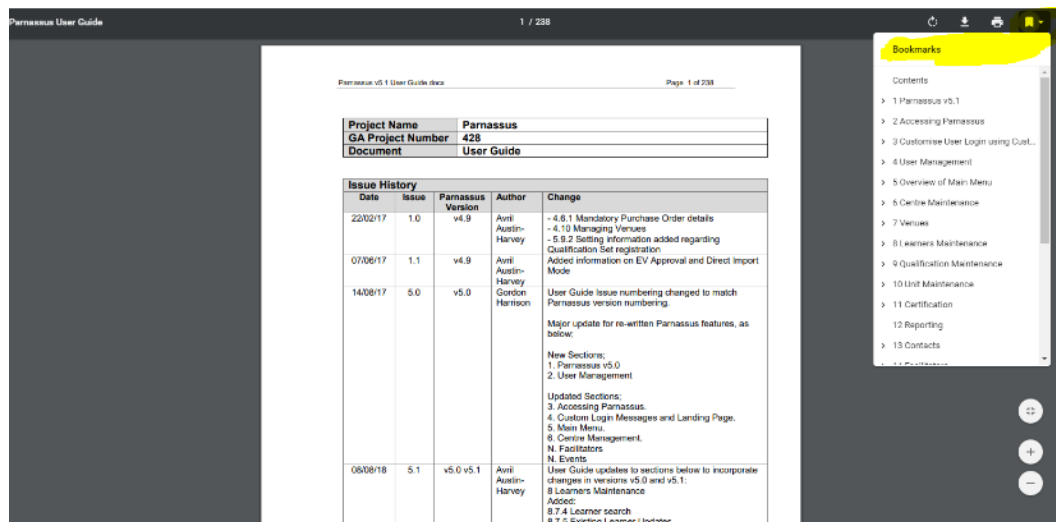 Parnassus User Guide
1 / 238
Bookmarks
Contents
1 Parnassus v5.1
2 Accessing Parnassus
3 Customise User Login using Cust...
4 User Management
5 Overview of Main Menu
6 Centre Maintenance
7 Venues
8 Learners Maintenance
9 Qualification Maintenance
10 Unit Maintenance
11 Certification
12 Reporting
13 Contacts
14 Facilitators
Parnassus v5.1 User Guide.docx Page 1 of 238
Project Name Parnassus
GA Project Number 428
Document User Guide
Issue History
Date Issue Parnassus Version Author Change
22/02/17 1.0 v4.9 Avril Austin-Harvey - 4.6.1 Mandatory Purchase Order details
- 4.10 Managing Venues
- 5.9.2 Setting information added regarding
Qualification Set registration
07/06/17 1.1 v4.9 Avril Austin-Harvey Added information on EV Approval and Direct Import
Mode
14/08/17 5.0 v5.0 Gordon Harrison User Guide Issue numbering changed to match
Parnassus version numbering.
Major update for re-written Parnassus features, as
below;
New Sections;
1. Parnassus v5.0
2. User Management
Updated Sections;
3. Accessing Parnassus.
4. Custom Login Messages and Landing Page.
5. Main Menu.
6. Centre Management.
N. Facilitators
N. Events
08/08/18 5.1 v5.0 v5.1 Avril Austin-Harvey User Guide updates to sections below to incorporate
changes in versions v5.0 and v5.1:
8 Learners Maintenance
Added:
8.7.4 Learner search
8.7.5 Existing Learner Updates